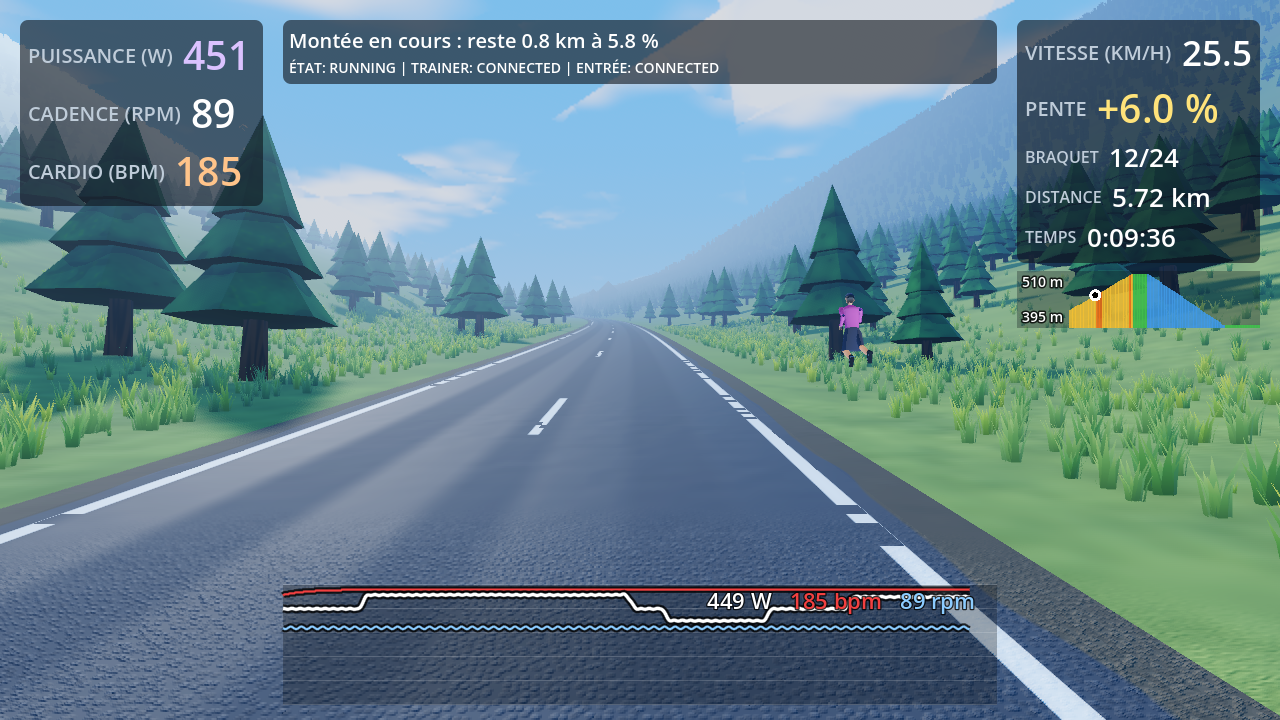 PUISSANCE (W) 451
CADENCE (RPM) 89
CARDIO (BPM) 185
Montée en cours : reste 0.8 km à 5.8 %
ÉTAT: RUNNING | TRAINER: CONNECTED | ENTRÉE: CONNECTED
VITESSE (KM/H) 25.5
PENTE +6.0 %
BRAQUET 12/24
DISTANCE 5.72 km
TEMPS 0:09:36
510 m
395 m
449 W 185 bpm 89 rpm